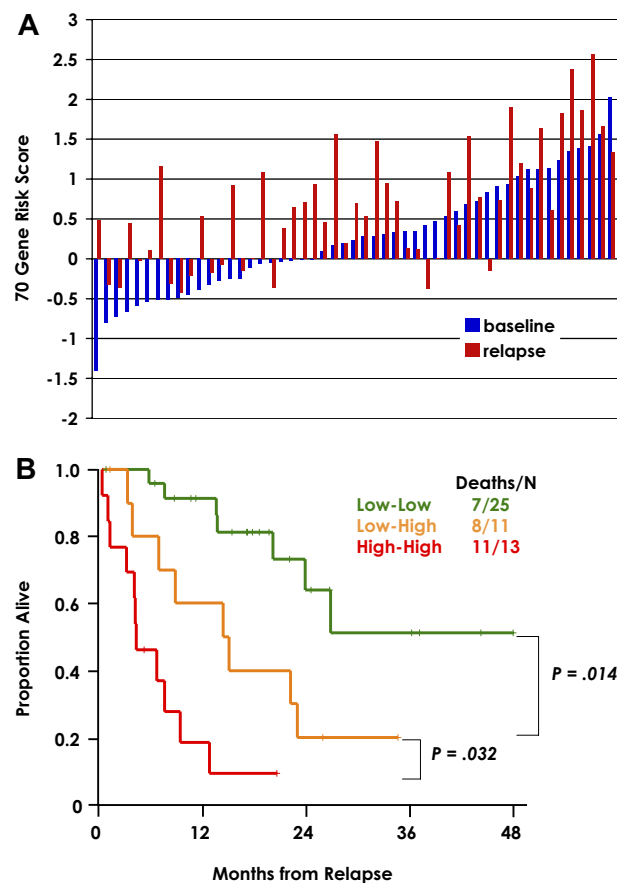 A
3
2.5
2
1.5
1
0.5
0
-0.5
-1
-1.5
-2
70 Gene Risk Score
baseline
relapse
B
1.0
0.8
0.6
0.4
0.2
0
Proportion Alive
Deaths/N
Low-Low 7/25
Low-High 8/11
High-High 11/13
P = .014
P = .032
0 12 24 36 48
Months from Relapse